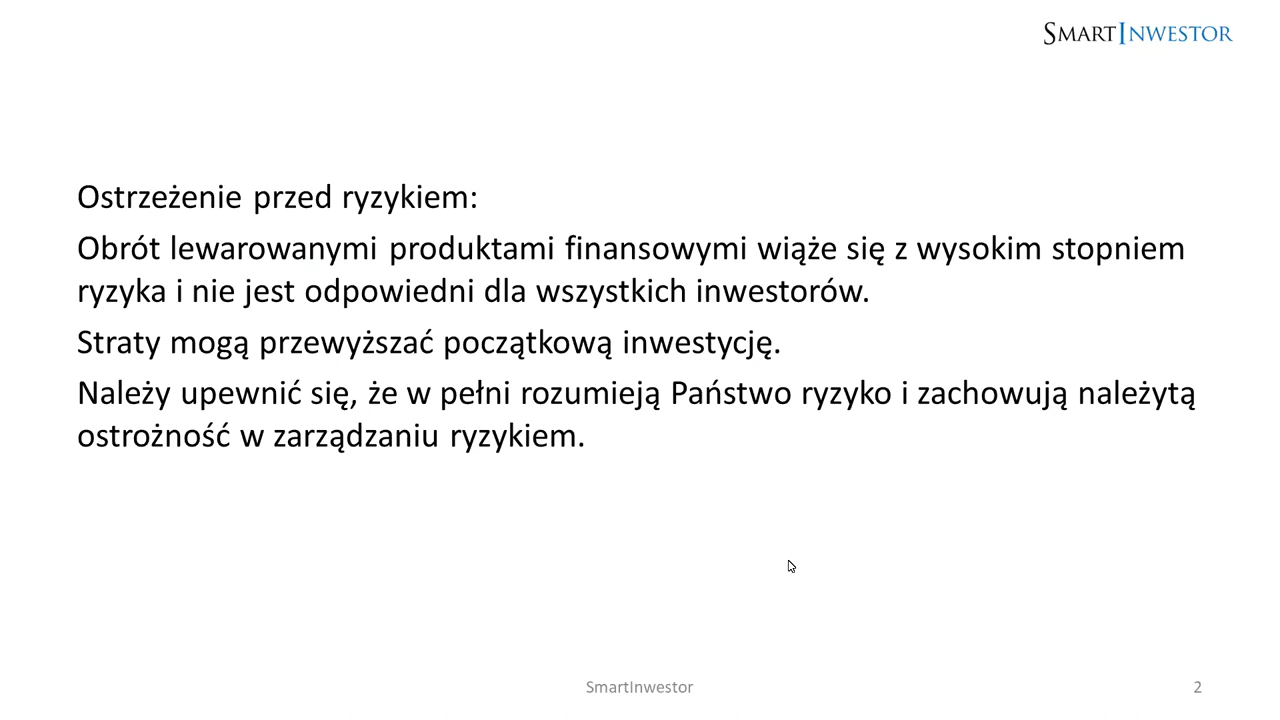 SMARTINWESTOR
Ostrzeżenie przed ryzykiem:
Obrót lewarowanymi produktami finansowymi wiąże się z wysokim stopniem
ryzyka i nie jest odpowiedni dla wszystkich inwestorów.
Straty mogą przewyższać początkową inwestycję.
Należy upewnić się, że w pełni rozumieją Państwo ryzyko i zachowują należytą
ostrożność w zarządzaniu ryzykiem.
SmartInwestor
2